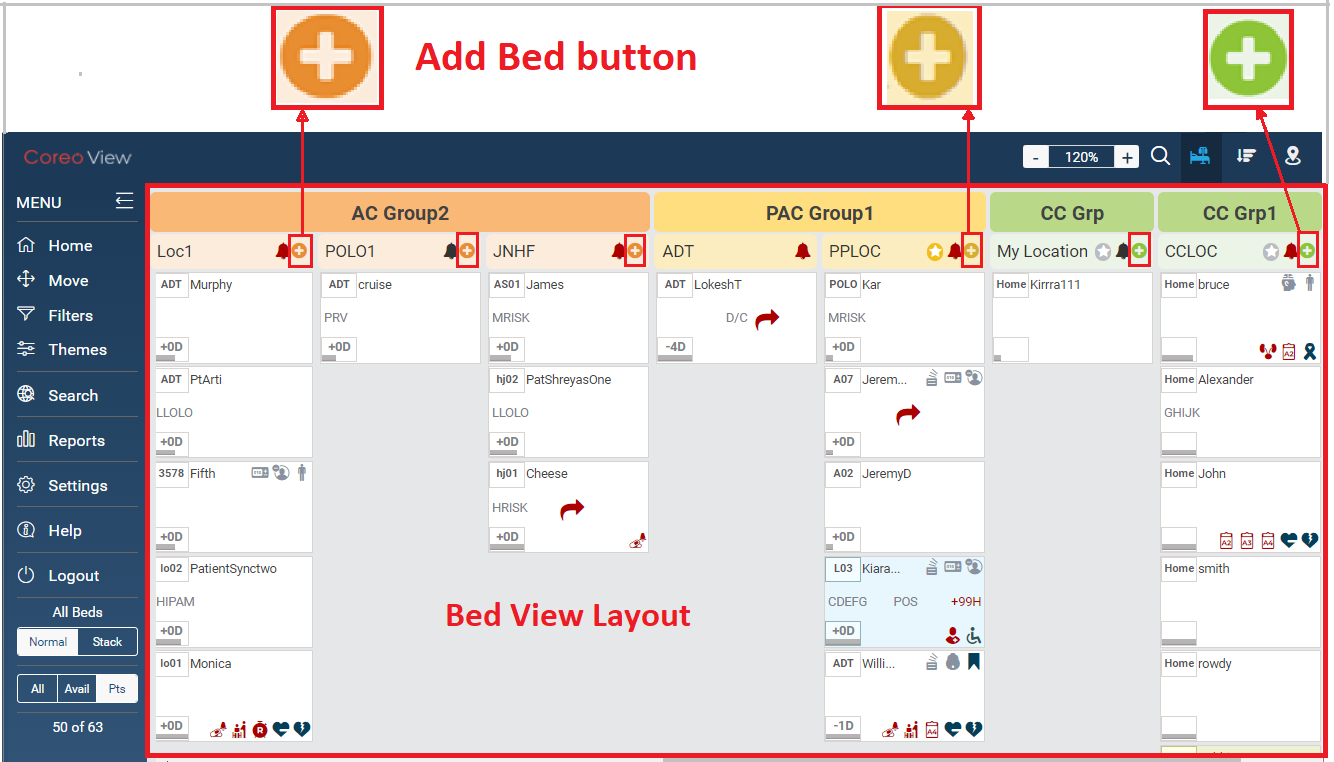 Add Bed button
Coreo View
- 120% +
MENU
Home
Move
Filters
Themes
Search
Reports
Settings
Help
Logout
All Beds
Normal Stack
All Avail Pts
50 of 63
AC Group2 PAC Group1 CC Grp CC Grp1
Loc1 POLO1 JNHF ADT PPLOC My Location CCLOC
ADT Murphy
+0D
ADT PtArti
LLOLO
+0D
3578 Fifth
+0D
lo02 PatientSynctwo
HIPAM
+0D
lo01 Monica
+0D
R
ADT cruise
PRV
+0D
AS01 James
MRISK
+0D
hj02 PatShreyasOne
LLOLO
+0D
hj01 Cheese
HRISK
+0D
ADT LokeshT
D/C
-4D
POLO Kar
MRISK
+0D
A07 Jerem...
+0D
A02 JeremyD
+0D
L03 Kiara...
CDEFG POS +99H
+0D
ADT Willi...
-1D
A4
Home Kirrra111
Home bruce
A2
Home Alexander
GHIJK
Home John
A2 A3 A4
Home smith
Home rowdy
Bed View Layout